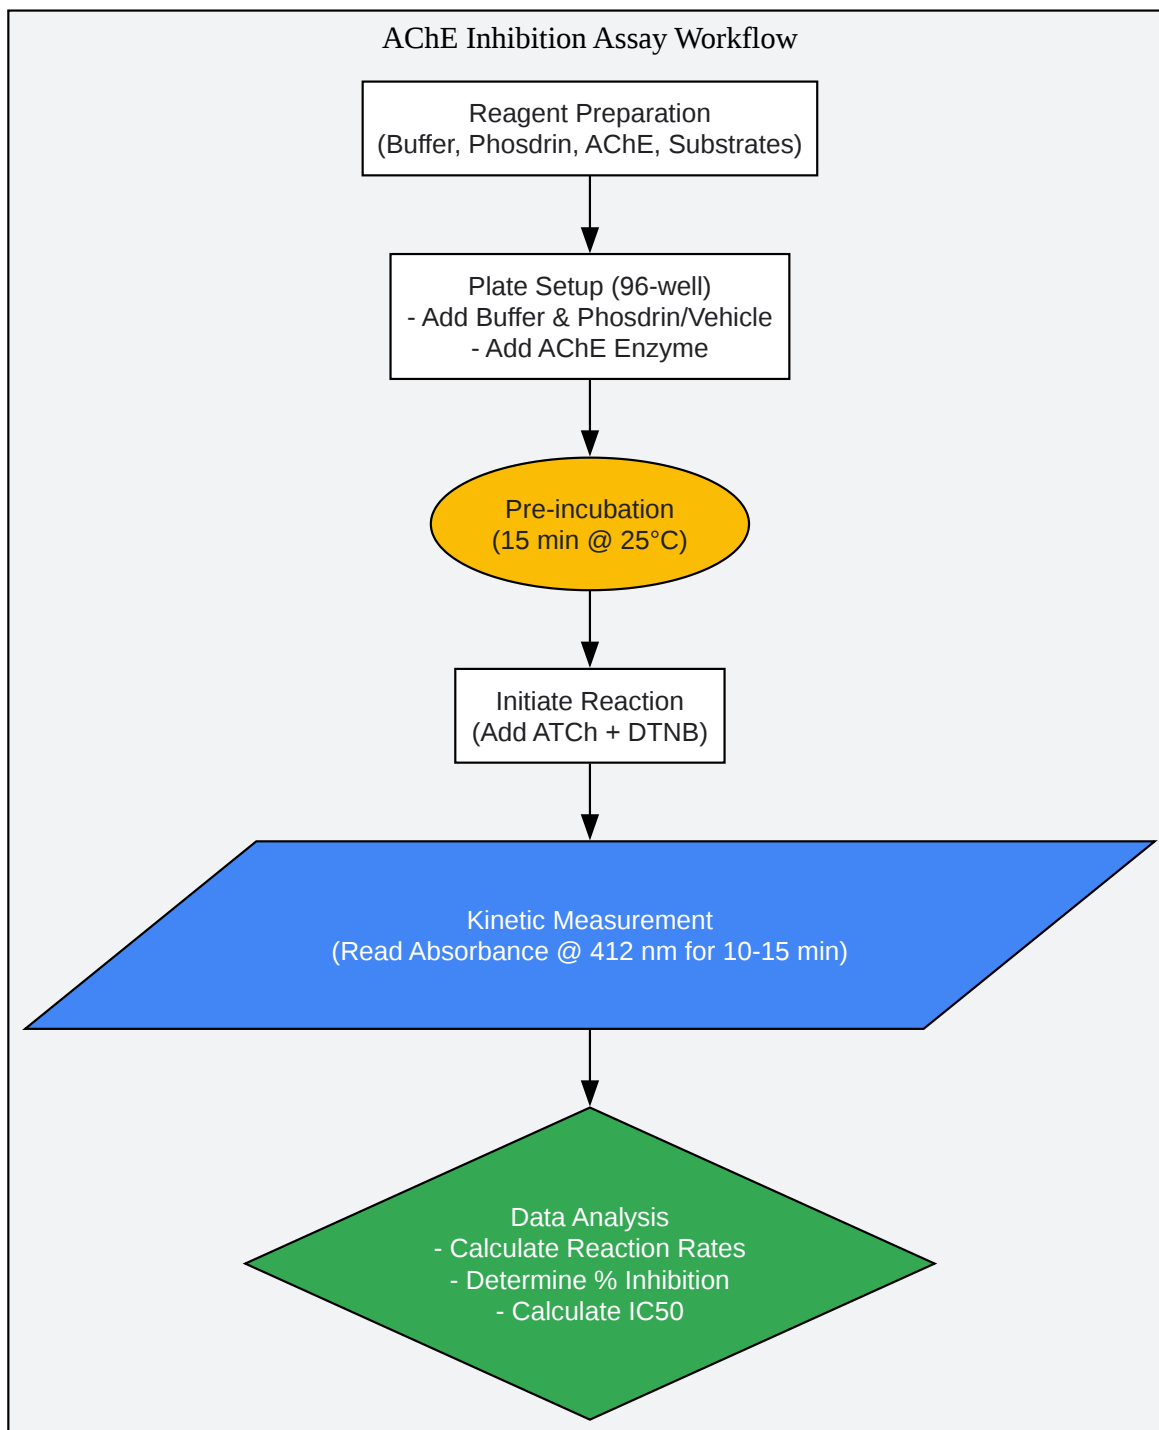 AChE Inhibition Assay Workflow
Reagent Preparation
(Buffer, Phosdrin, AChE, Substrates)
Plate Setup (96-well)
- Add Buffer & Phosdrin/Vehicle
- Add AChE Enzyme
Pre-incubation
(15 min @ 25°C)
Initiate Reaction
(Add ATCh + DTNB)
Kinetic Measurement
(Read Absorbance @ 412 nm for 10-15 min)
Data Analysis
- Calculate Reaction Rates
- Determine % Inhibition
- Calculate IC50